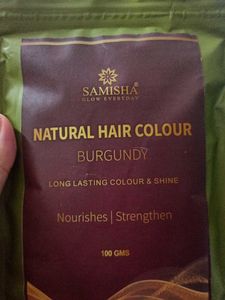 SAMISHA
GLOW EVERYDAY
NATURAL HAIR COLOUR
BURGUNDY
LONG LASTING COLOUR & SHINE
Nourishes | Strengthen
100 GMS